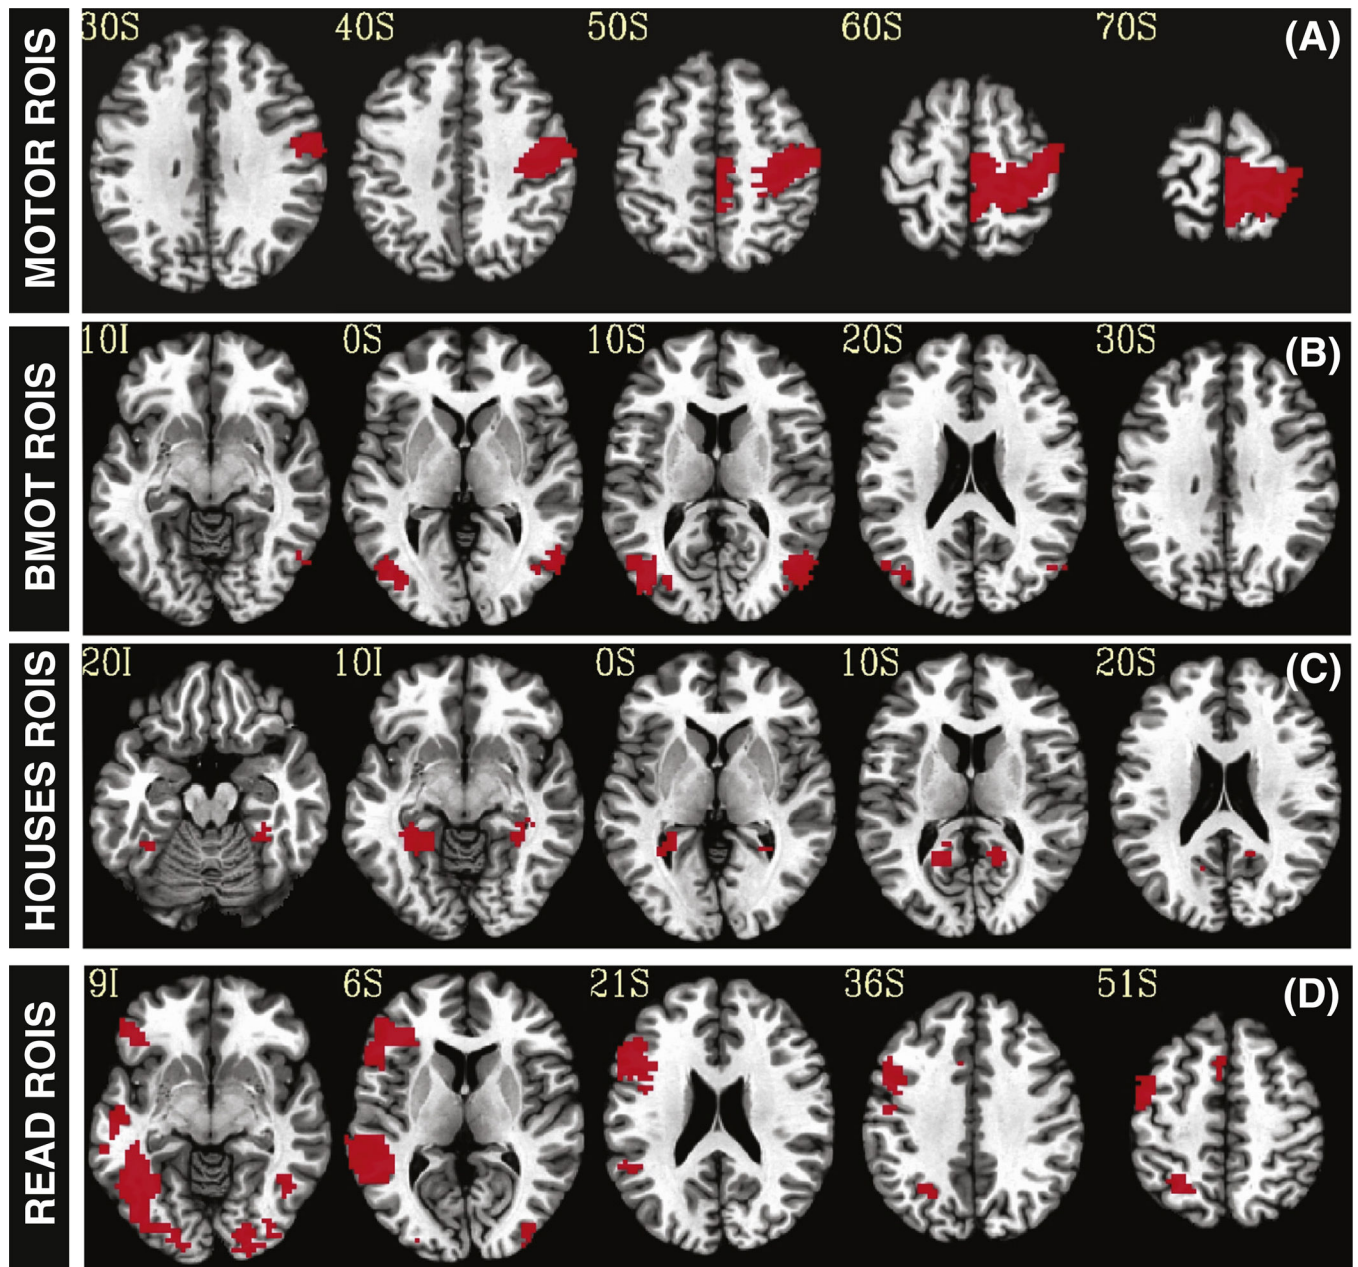 MOTOR ROIS
30S 40S 50S 60S 70S (A)
BMOT ROIS
10I 0S 10S 20S 30S (B)
HOUSES ROIS
20I 10I 0S 10S 20S (C)
READ ROIS
9I 6S 21S 36S 51S (D)